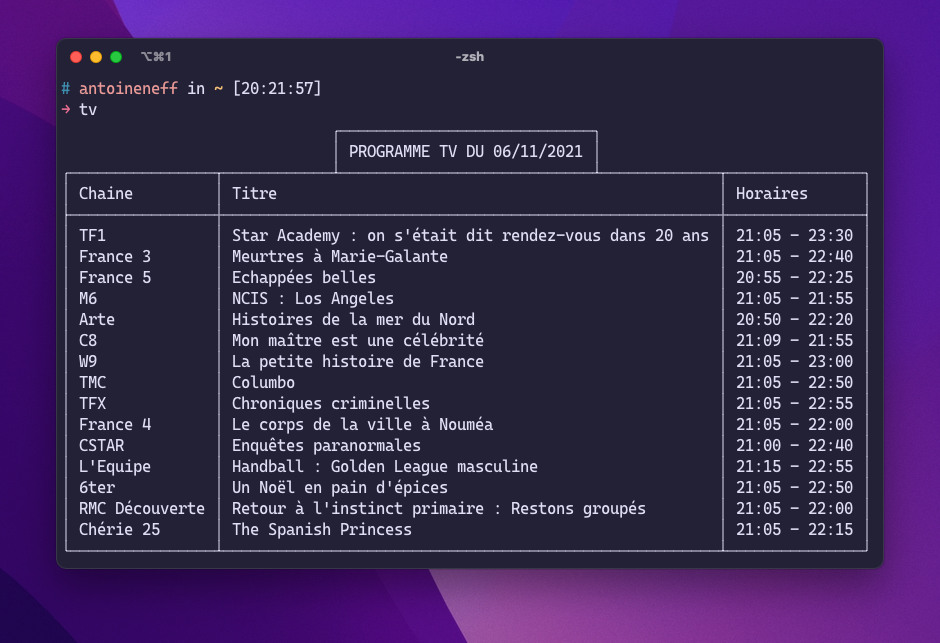 ⌥⌘1 -zsh
# antoineneff in ~ [20:21:57]
→ tv
PROGRAMME TV DU 06/11/2021
Chaine Titre Horaires
TF1 Star Academy : on s'était dit rendez-vous dans 20 ans 21:05 - 23:30
France 3 Meurtres à Marie-Galante 21:05 - 22:40
France 5 Echappées belles 20:55 - 22:25
M6 NCIS : Los Angeles 21:05 - 21:55
Arte Histoires de la mer du Nord 20:50 - 22:20
C8 Mon maître est une célébrité 21:09 - 21:55
W9 La petite histoire de France 21:05 - 23:00
TMC Columbo 21:05 - 22:50
TFX Chroniques criminelles 21:05 - 22:55
France 4 Le corps de la ville à Nouméa 21:05 - 22:00
CSTAR Enquêtes paranormales 21:00 - 22:40
L'Equipe Handball : Golden League masculine 21:15 - 22:55
6ter Un Noël en pain d'épices 21:05 - 22:50
RMC Découverte Retour à l'instinct primaire : Restons groupés 21:05 - 22:00
Chérie 25 The Spanish Princess 21:05 - 22:15